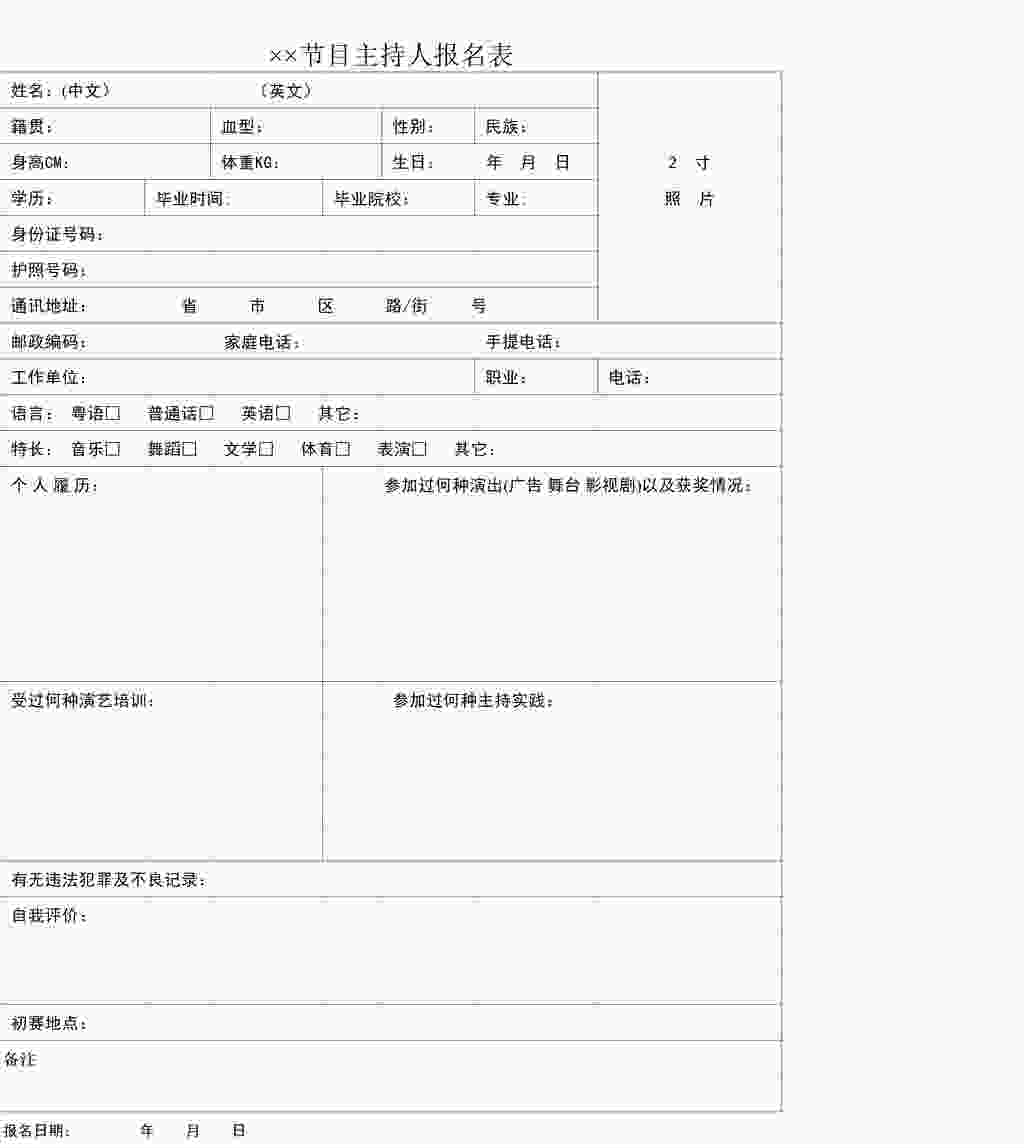 ××节目主持人报名表
姓名：(中文） （英文）
籍贯： 血型： 性别： 民族：
身高CM： 体重KG： 生日： 年 月 日 2 寸
学历： 毕业时间： 毕业院校： 专业： 照 片
身份证号码：
护照号码：
通讯地址： 省 市 区 路/街 号
邮政编码： 家庭电话： 手提电话：
工作单位： 职业： 电话：
语言： 粤语□ 普通话□ 英语□ 其它：
特长： 音乐□ 舞蹈□ 文学□ 体育□ 表演□ 其它：
个 人 履 历： 参加过何种演出(广告 舞台 影视剧)以及获奖情况：
受过何种演艺培训： 参加过何种主持实践：
有无违法犯罪及不良记录：
自我评价：
初赛地点：
备注
报名日期： 年 月 日